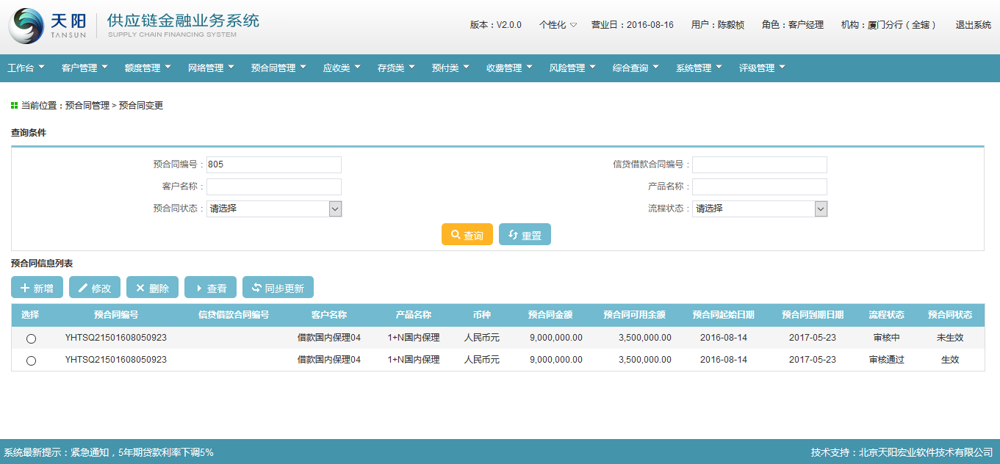 天阳 TANSUN 供应链金融业务系统 SUPPLY CHAIN FINANCING SYSTEM
版本：V2.0.0 个性化 营业日：2016-08-16 用户：陈毅桢 角色：客户经理 机构：厦门分行（全辖） 退出系统
工作台 客户管理 额度管理 网络管理 预合同管理 应收类 存货类 预付类 收费管理 风险管理 综合查询 系统管理 评级管理
当前位置：预合同管理 > 预合同变更
查询条件
预合同编号：805 信贷借款合同编号：
客户名称： 产品名称：
预合同状态：请选择 流程状态：请选择
查询 重置
预合同信息列表
新增 修改 删除 查看 同步更新
选择 预合同编号 信贷借款合同编号 客户名称 产品名称 币种 预合同金额 预合同可用余额 预合同起始日期 预合同到期日期 流程状态 预合同状态
YHTSQ21501608050923 借款国内保理04 1+N国内保理 人民币元 9,000,000.00 3,500,000.00 2016-08-14 2017-05-23 审核中 未生效
YHTSQ21501608050923 借款国内保理04 1+N国内保理 人民币元 9,000,000.00 3,500,000.00 2016-08-14 2017-05-23 审核通过 生效
系统最新提示：紧急通知，5年期贷款利率下调5% 技术支持：北京天阳宏业软件技术有限公司